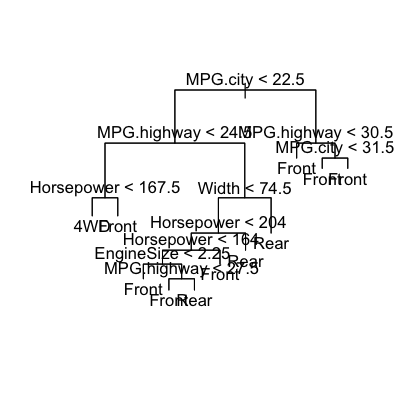 MPG.city < 22.5
MPG.highway < 24.5
MPG.highway < 30.5
MPG.city < 31.5
Front
Front
Front
Horsepower < 167.5
Width < 74.5
4WD
Front
Horsepower < 204
Rear
Horsepower < 164
Rear
EngineSize < 2.25
Front
MPG.highway < 27.5
Front
Front
Rear